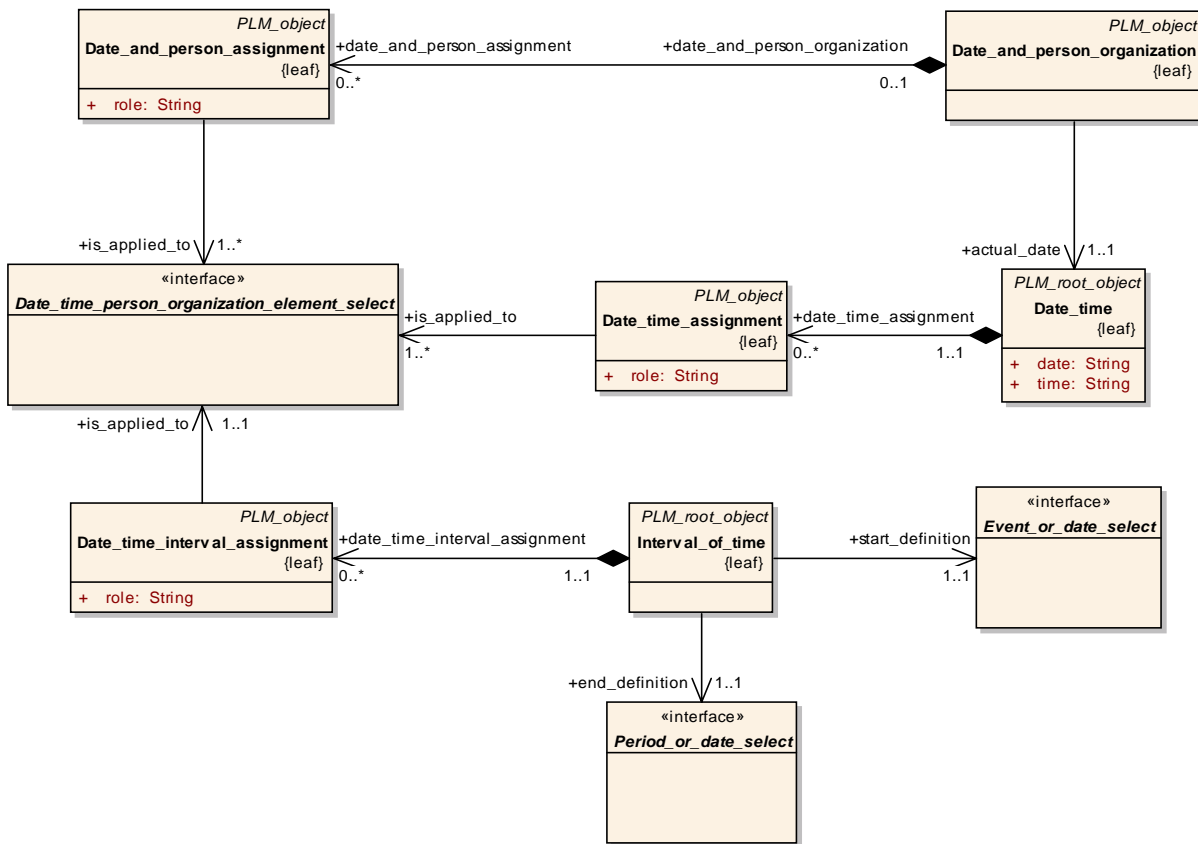 PLM_object
Date_and_person_assignment
{leaf}
+ role: String
+date_and_person_assignment
0..*
+date_and_person_organization
0..1
PLM_object
Date_and_person_organization
{leaf}
+is_applied_to
1..*
+actual_date
1..1
«interface»
Date_time_person_organization_element_select
+is_applied_to
1..*
PLM_object
Date_time_assignment
{leaf}
+ role: String
+date_time_assignment
0..*
1..1
PLM_root_object
Date_time
{leaf}
+ date: String
+ time: String
+is_applied_to
1..1
PLM_object
Date_time_interval_assignment
{leaf}
+ role: String
+date_time_interval_assignment
0..*
1..1
PLM_root_object
Interval_of_time
{leaf}
+start_definition
1..1
«interface»
Event_or_date_select
+end_definition
1..1
«interface»
Period_or_date_select